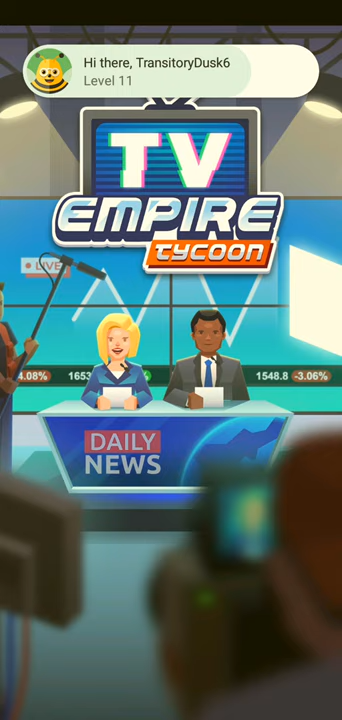 Hi there, TransitoryDusk6
Level 11
TV
EMPIRE
TYCOON
LIVE
4.08%
1653
1548.8 -3.06%
DAILY
NEWS